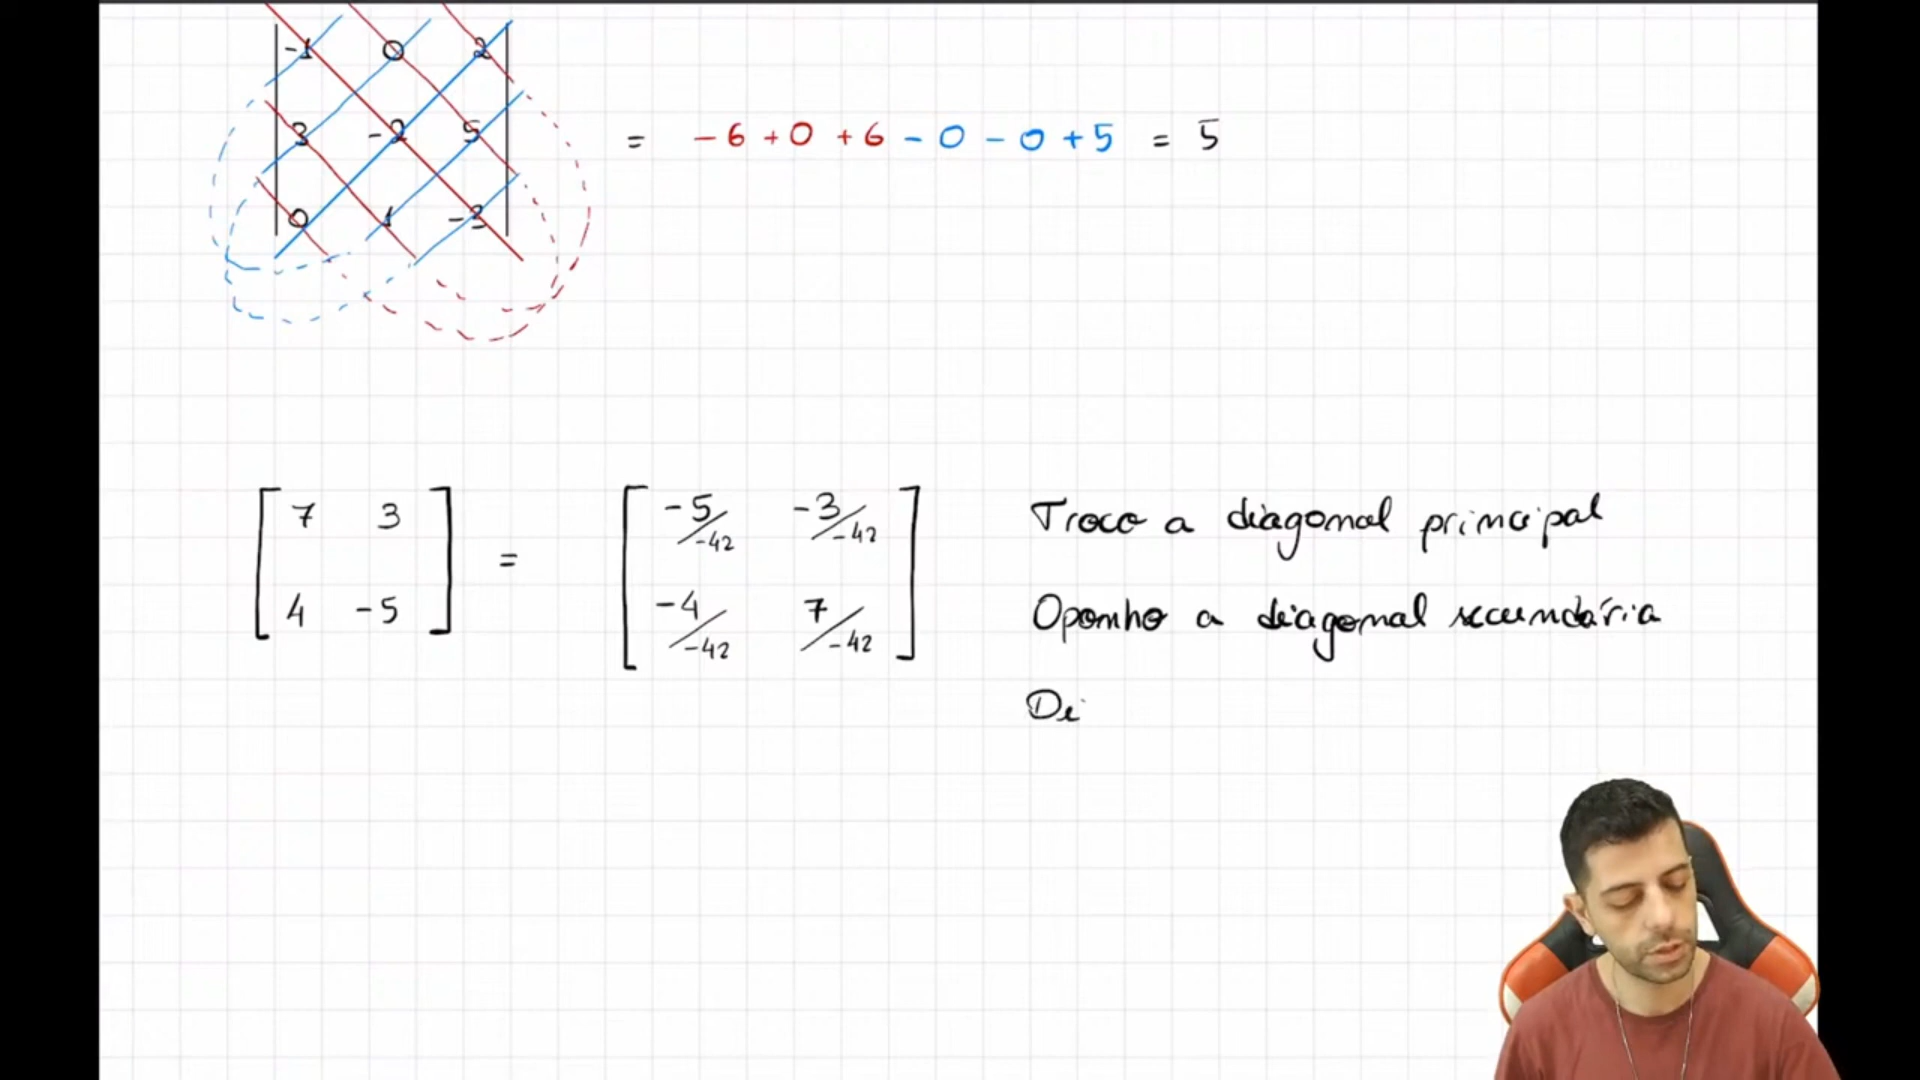 -1 0 2
3 -2 5 = -6 +0 +6 -0 -0 +5 = 5
0 1 -3
7 3 -5/-42 -3/-42 Troco a diagonal principal
=
4 -5 -4/-42 7/-42 Oponho a diagonal secundária
Di